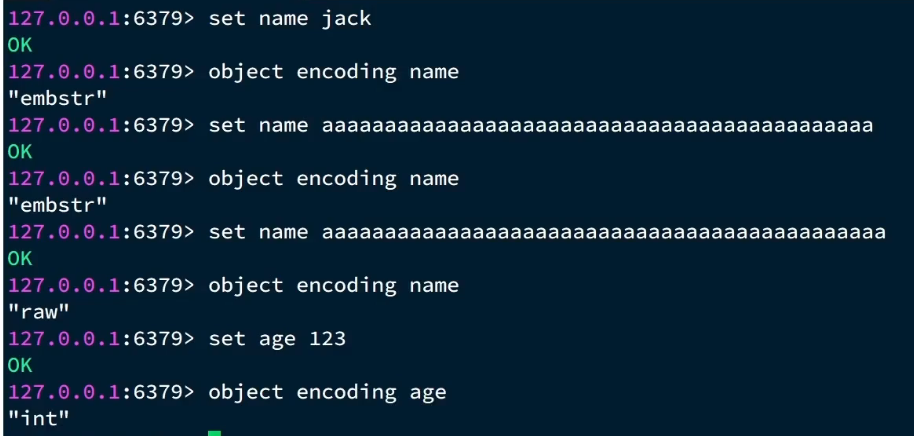 127.0.0.1:6379> set name jack
OK
127.0.0.1:6379> object encoding name
"embstr"
127.0.0.1:6379> set name aaaaaaaaaaaaaaaaaaaaaaaaaaaaaaaaaaaaaaaaaaaa
OK
127.0.0.1:6379> object encoding name
"embstr"
127.0.0.1:6379> set name aaaaaaaaaaaaaaaaaaaaaaaaaaaaaaaaaaaaaaaaaaaaa
OK
127.0.0.1:6379> object encoding name
"raw"
127.0.0.1:6379> set age 123
OK
127.0.0.1:6379> object encoding age
"int"